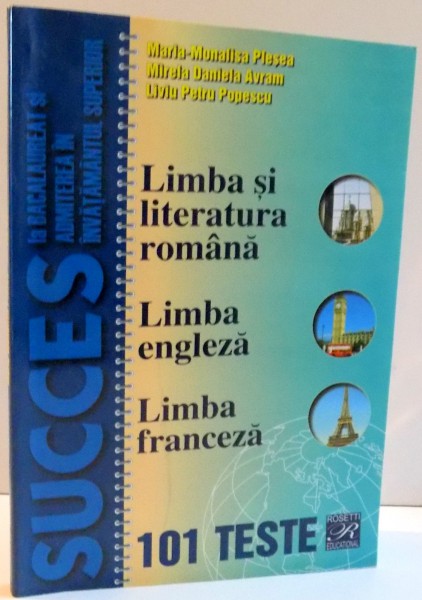 SUCCES
la BACALAUREAT ȘI
ADMITEREA ÎN
ÎNVĂȚĂMÂNTUL SUPERIOR
Maria-Monalisa Pleșea
Mirela Daniela Avram
Liviu Petru Popescu
Limba și
literatura
română
Limba
engleză
Limba
franceză
101 TESTE
ROSETTI
R
EDUCATIONAL